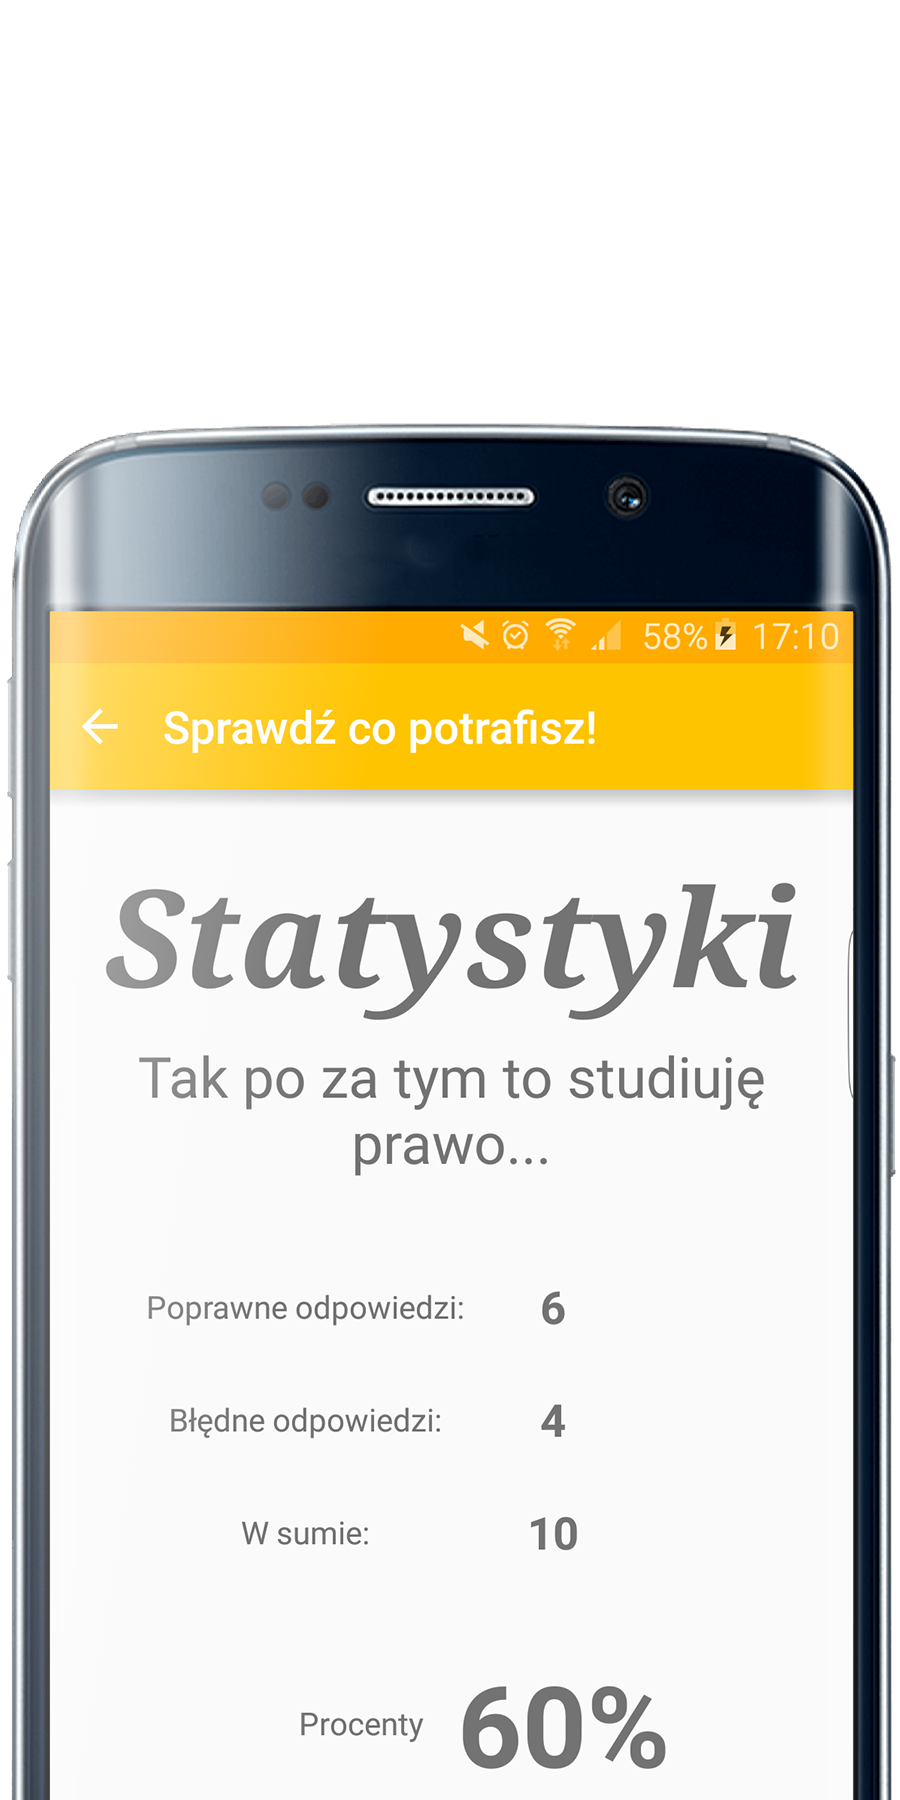 58% 17:10
Sprawdź co potrafisz!
Statystyki
Tak po za tym to studiuję
prawo...
Poprawne odpowiedzi: 6
Błędne odpowiedzi: 4
W sumie: 10
Procenty 60%